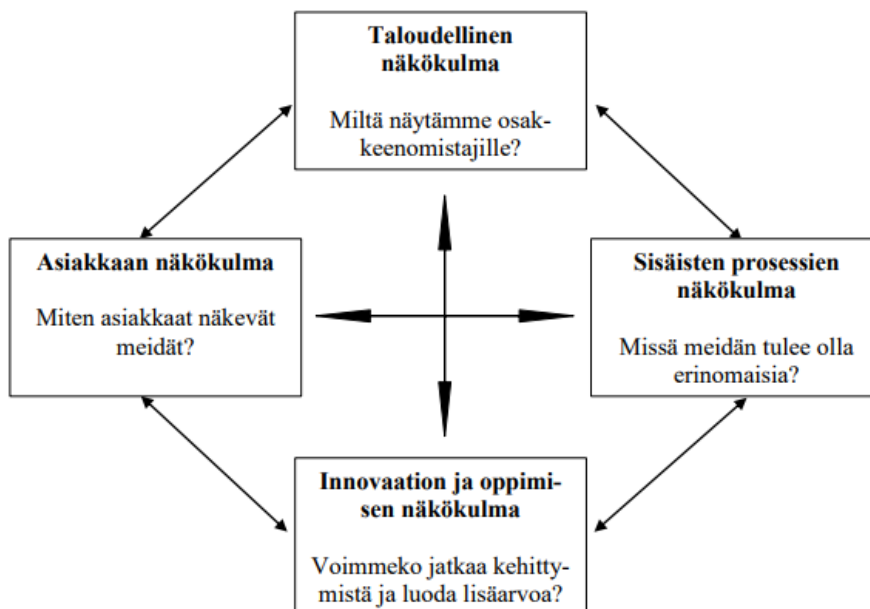 Taloudellinen
näkökulma
Miltä näytämme osak-
keenomistajille?
Asiakkaan näkökulma
Miten asiakkaat näkevät
meidät?
Sisäisten prosessien
näkökulma
Missä meidän tulee olla
erinomaisia?
Innovaation ja oppimi-
sen näkökulma
Voimmeko jatkaa kehitty-
mistä ja luoda lisäarvoa?